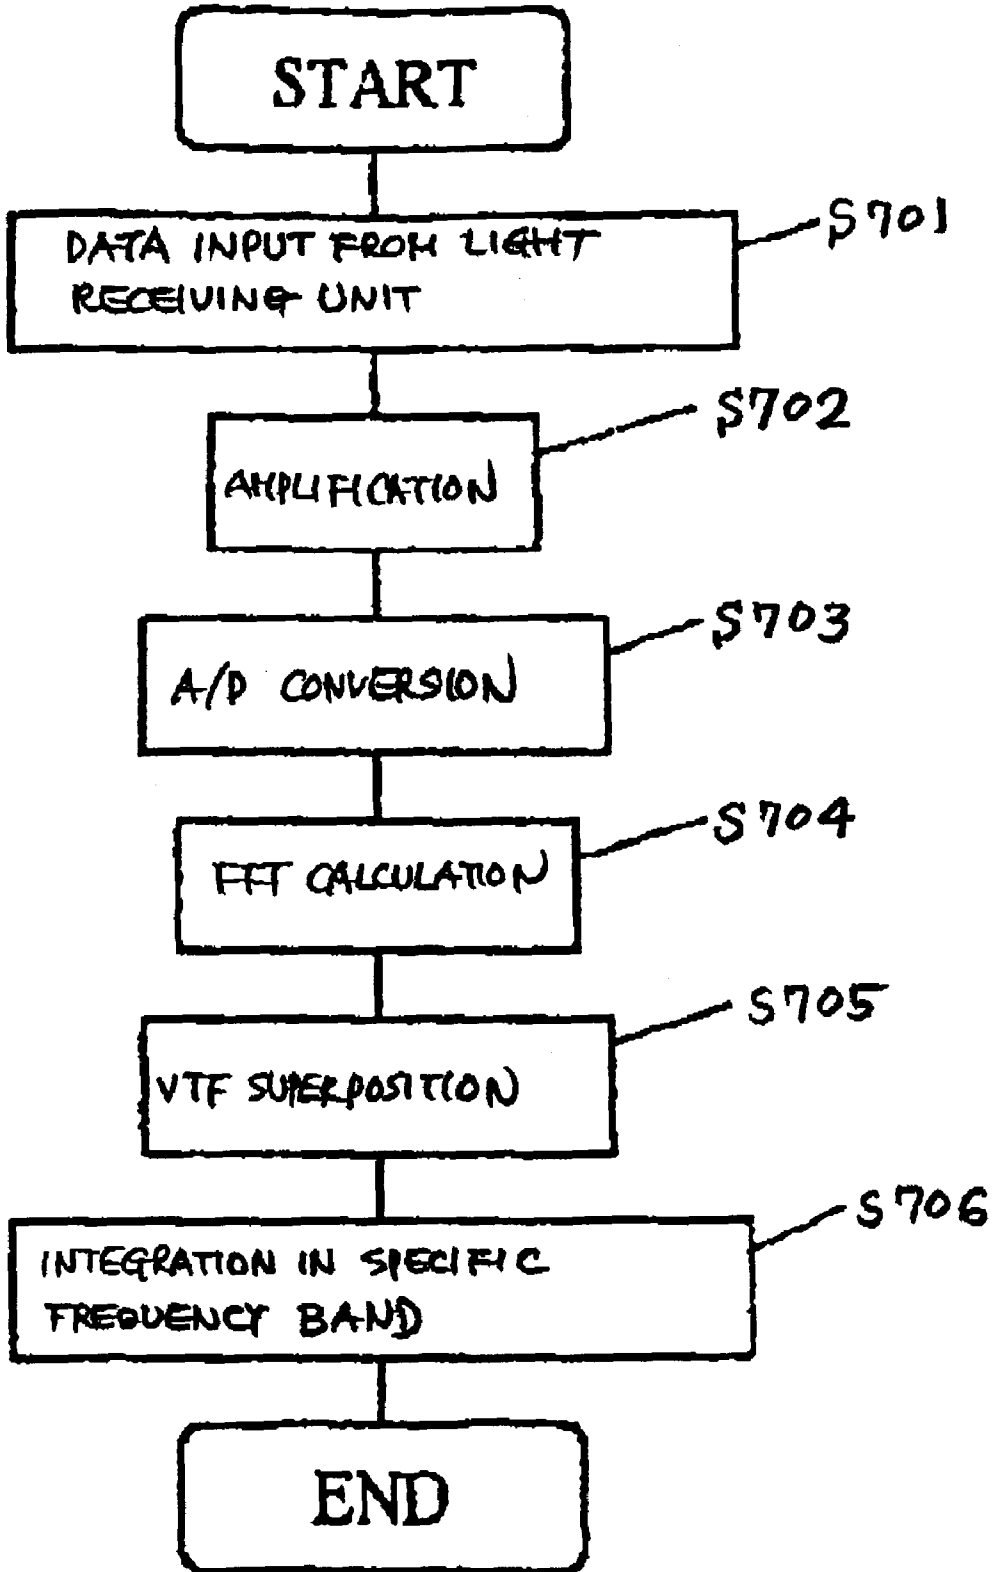 START
S701
DATA INPUT FROM LIGHT
RECEIVING UNIT
S702
AMPLIFICATION
S703
A/D CONVERSION
S704
FFT CALCULATION
S705
VTF SUPERPOSITION
S706
INTEGRATION IN SPECIFIC
FREQUENCY BAND
END